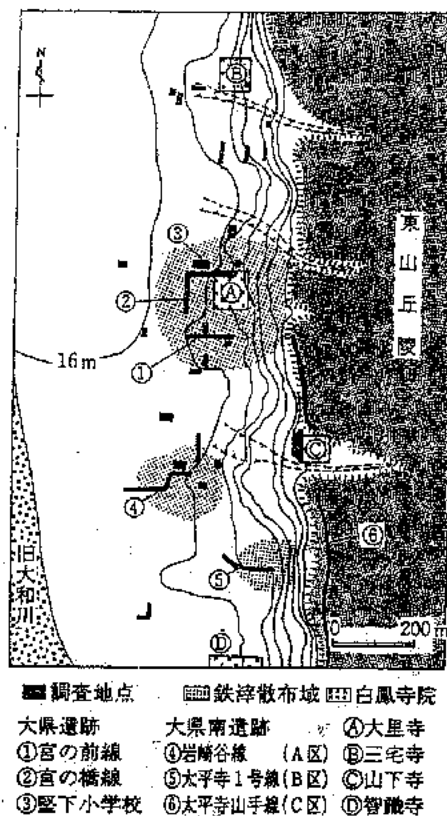 N
Ⓑ
東山丘陵
③
②
Ⓐ
①
16m
Ⓒ
④
⑥
旧大和川
⑤
0 200m
Ⓓ
調査地点 鉄滓散布域 白鳳寺院
大県遺跡 大県南遺跡 Ⓐ大里寺
①宮の前線 ④岩崎谷線 (A区) Ⓑ三宅寺
②宮の橋線 ⑤太平寺1号線(B区) Ⓒ山下寺
③堅下小学校 ⑥太平寺山手線(C区) Ⓓ智識寺